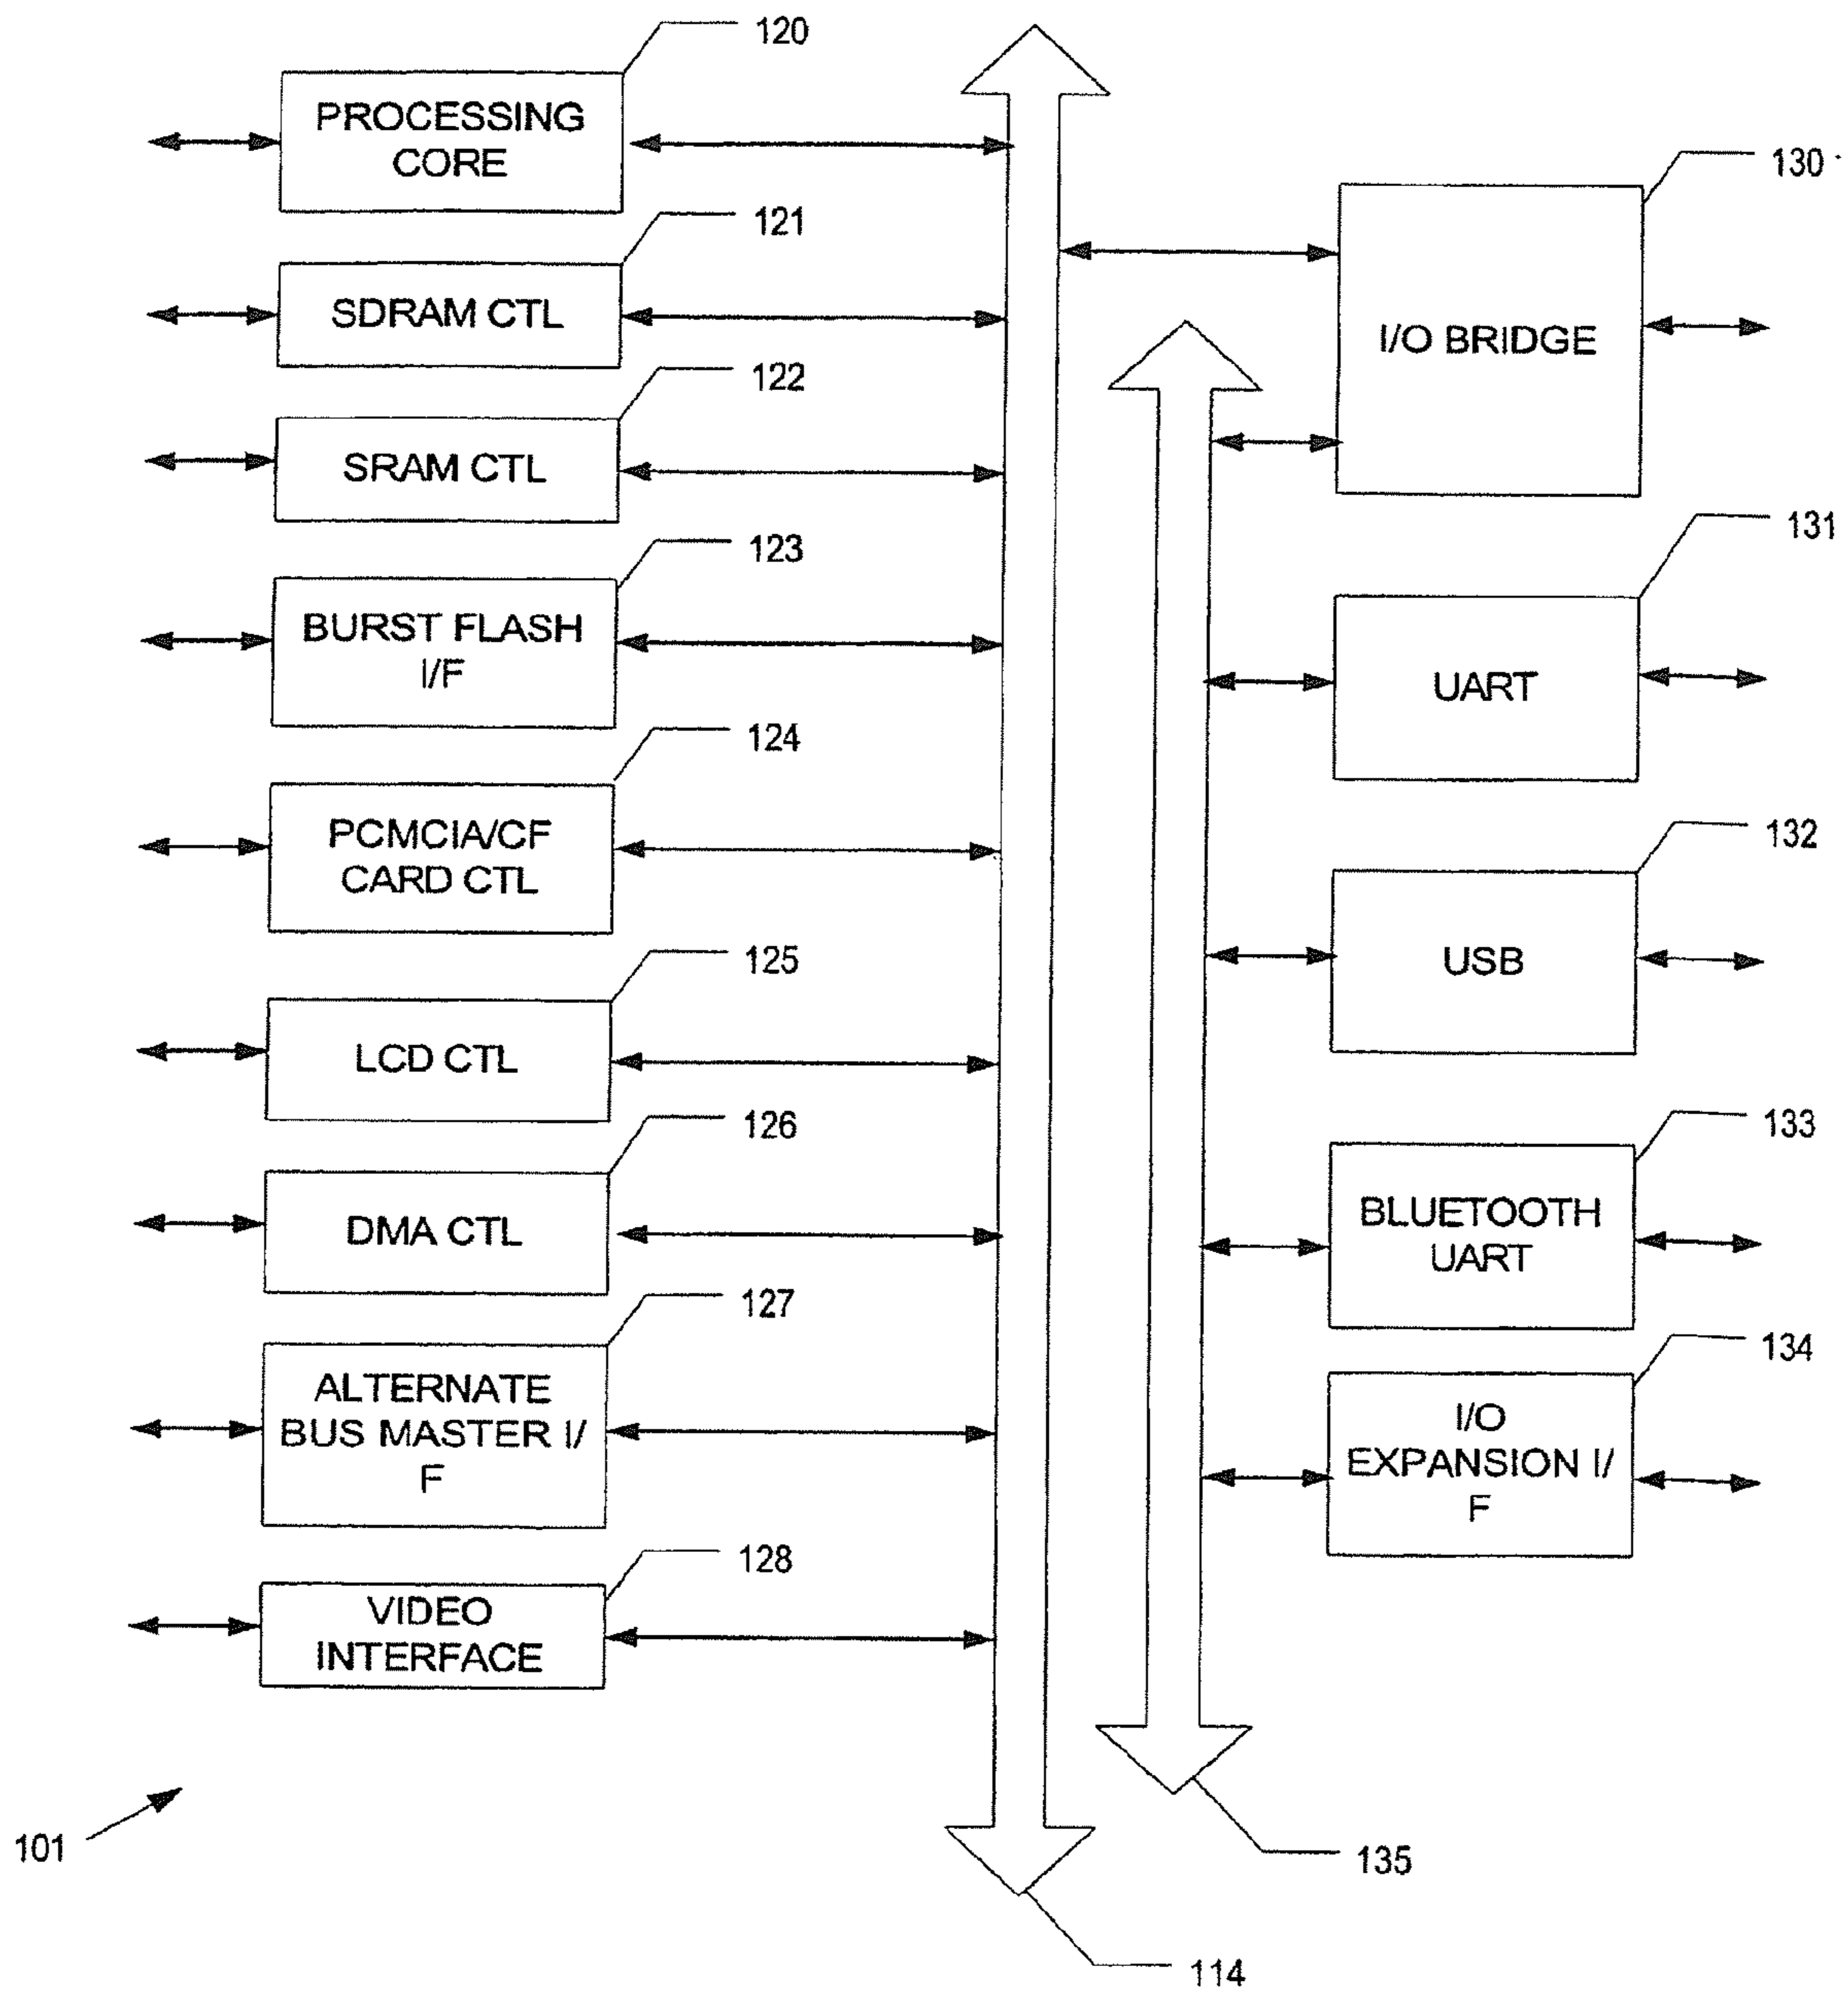 120
PROCESSING
CORE
121
SDRAM CTL
122
SRAM CTL
123
BURST FLASH
I/F
124
PCMCIA/CF
CARD CTL
125
LCD CTL
126
DMA CTL
127
ALTERNATE
BUS MASTER I/
F
128
VIDEO
INTERFACE
101
114
135
130
I/O BRIDGE
131
UART
132
USB
133
BLUETOOTH
UART
134
I/O
EXPANSION I/
F